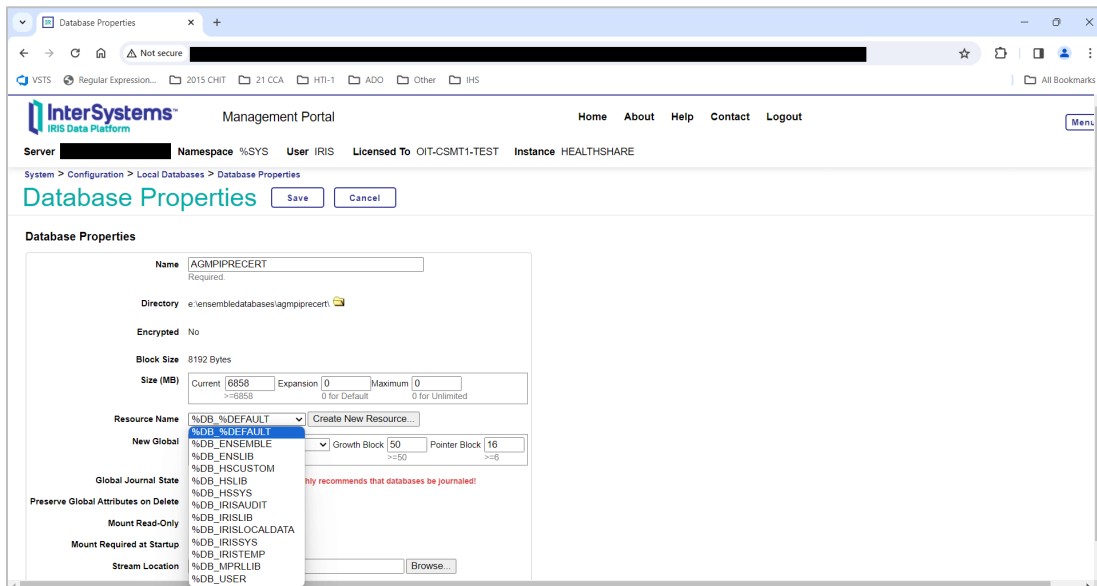 Database Properties
Not secure
VSTS Regular Expression... 2015 CHIT 21 CCA HTI-1 ADO Other IHS All Bookmarks
InterSystems™
IRIS Data Platform
Management Portal
Home About Help Contact Logout
Menu
Server Namespace %SYS User IRIS Licensed To OIT-CSMT1-TEST Instance HEALTHSHARE
System > Configuration > Local Databases > Database Properties
Database Properties Save Cancel
Database Properties
Name AGMPIPRECERT
Required.
Directory e:\ensembledatabases\agmpiprecert\
Encrypted No
Block Size 8192 Bytes
Size (MB) Current 6858 Expansion 0 Maximum 0
>=6858 0 for Default 0 for Unlimited
Resource Name %DB_%DEFAULT Create New Resource...
%DB_%DEFAULT
New Global %DB_ENSEMBLE Growth Block 50 Pointer Block 16
%DB_ENSLIB >=50 >=6
%DB_HSCUSTOM
Global Journal State %DB_HSLIB hly recommends that databases be journaled!
%DB_HSSYS
Preserve Global Attributes on Delete %DB_IRISAUDIT
%DB_IRISLIB
Mount Read-Only %DB_IRISLOCALDATA
Mount Required at Startup %DB_IRISSYS
%DB_IRISTEMP
Stream Location %DB_MPRLLIB Browse...
%DB_USER